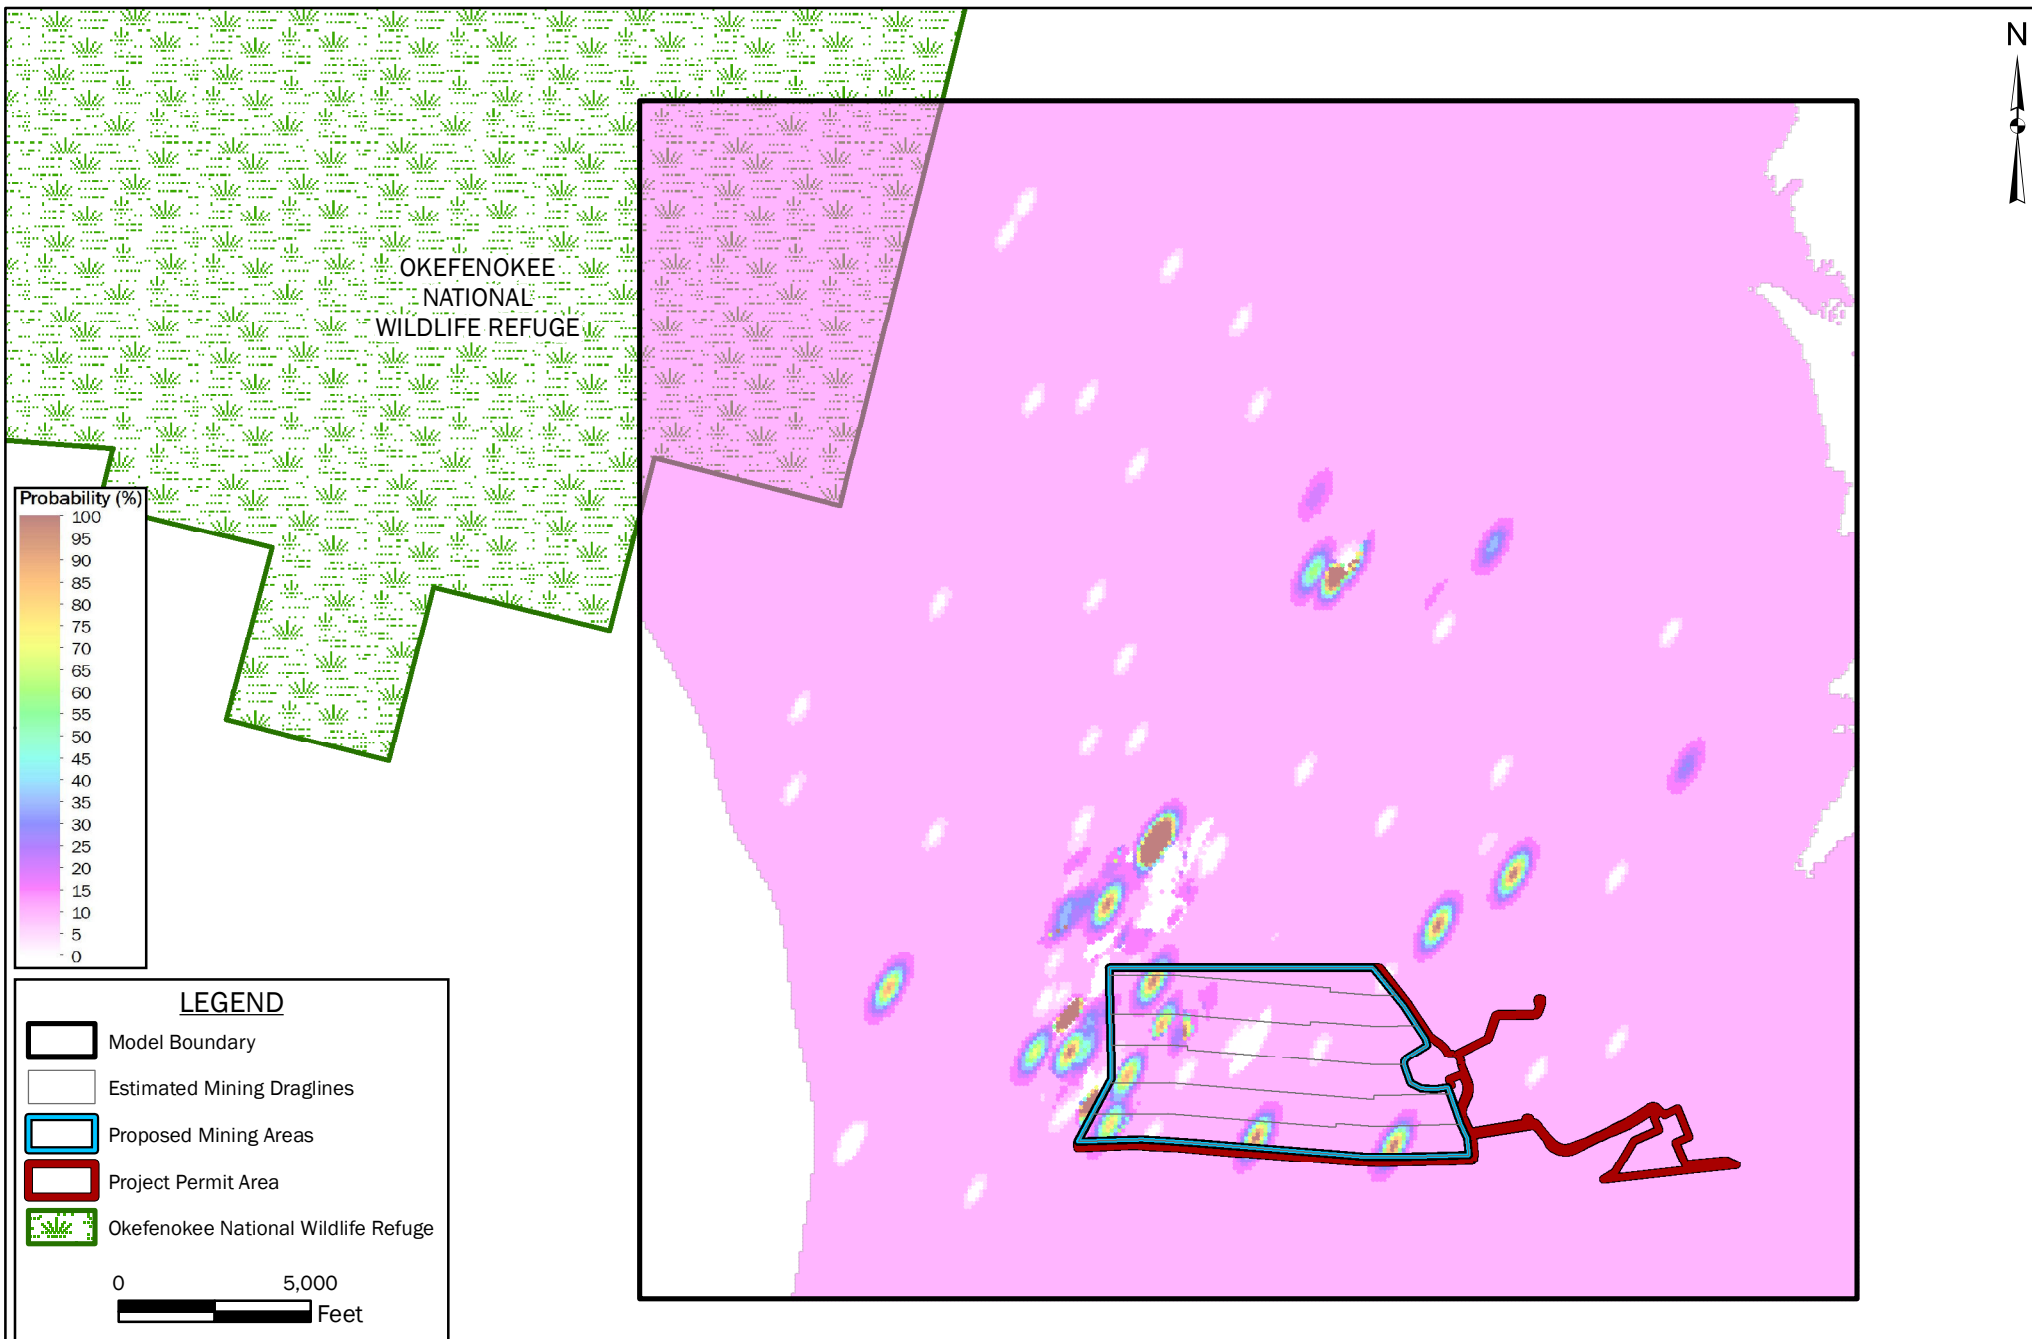 N
OKEFENOKEE
NATIONAL
WILDLIFE REFUGE
Probability (%)
100
95
90
85
80
75
70
65
60
55
50
45
40
35
30
25
20
15
10
5
0
LEGEND
Model Boundary
Estimated Mining Draglines
Proposed Mining Areas
Project Permit Area
Okefenokee National Wildlife Refuge
0 5,000
Feet